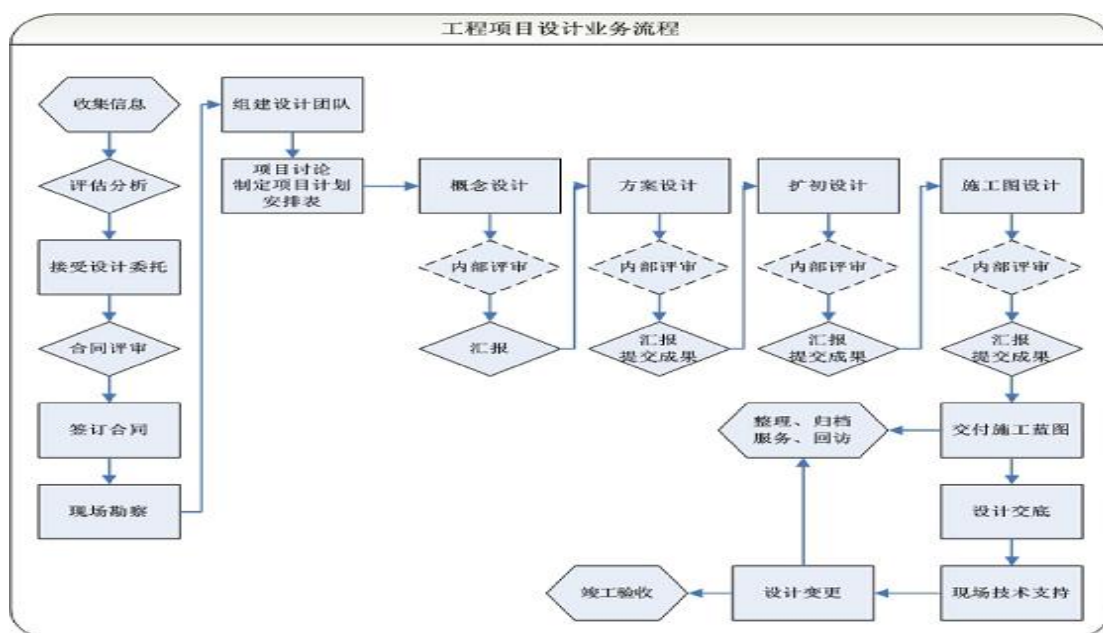 工程项目设计业务流程
收集信息
评估分析
接受设计委托
合同评审
签订合同
现场勘察
组建设计团队
项目讨论
制定项目计划
安排表
概念设计
内部评审
汇报
方案设计
内部评审
汇报
提交成果
扩初设计
内部评审
汇报
提交成果
施工图设计
内部评审
汇报
提交成果
交付施工蓝图
整理、归档
服务、回访
设计交底
现场技术支持
设计变更
竣工验收